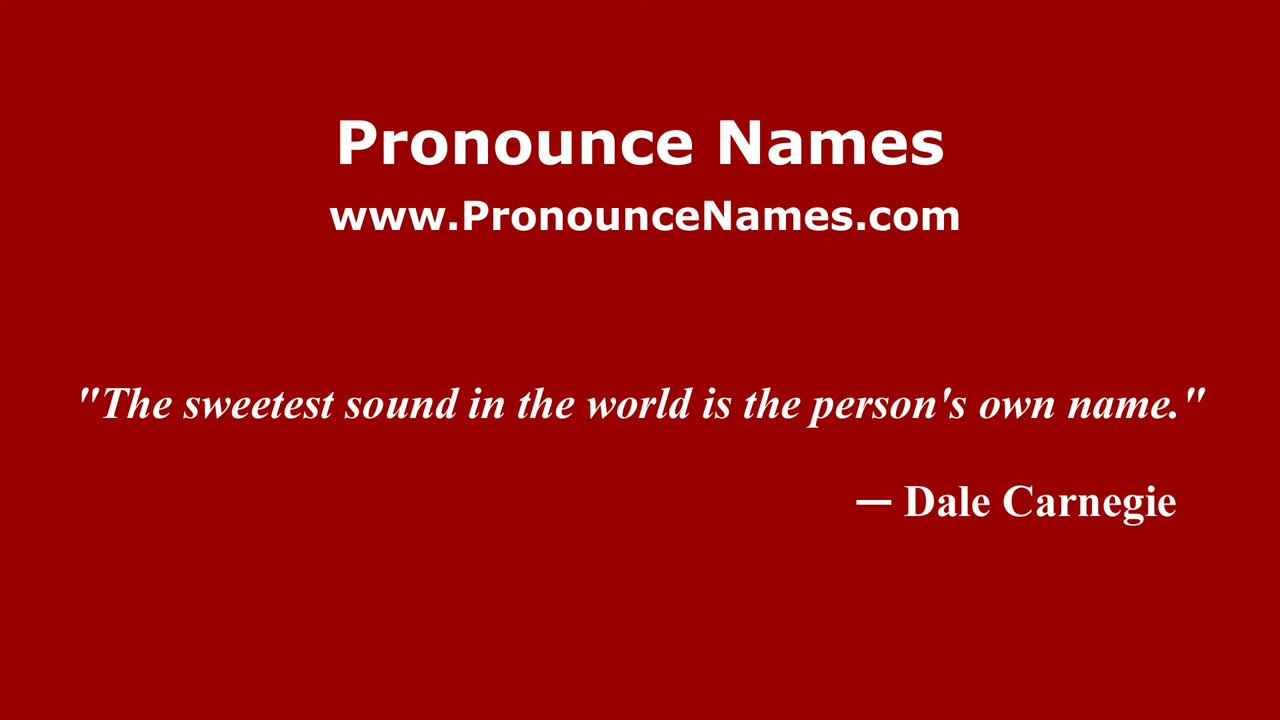 Pronounce Names
www.PronounceNames.com
"The sweetest sound in the world is the person's own name."
— Dale Carnegie